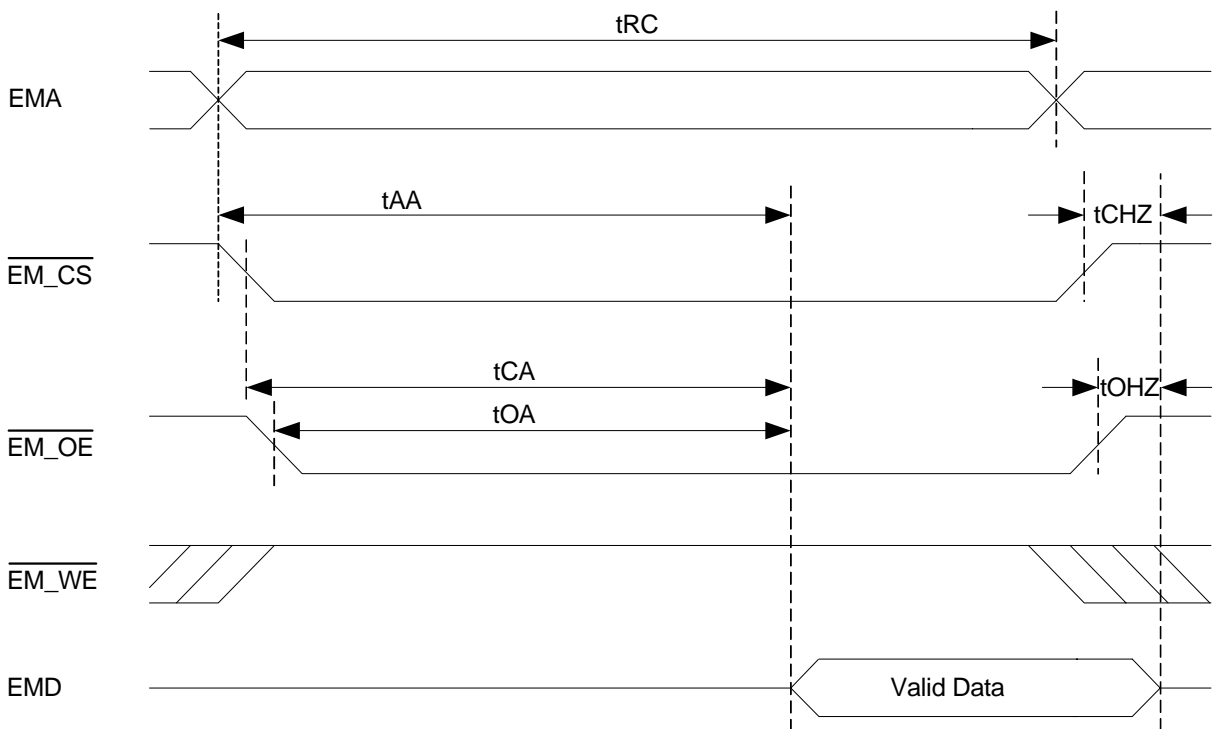 tRC
EMA
tAA
tCHZ
EM_CS
tCA
tOHZ
tOA
EM_OE
EM_WE
EMD
Valid Data